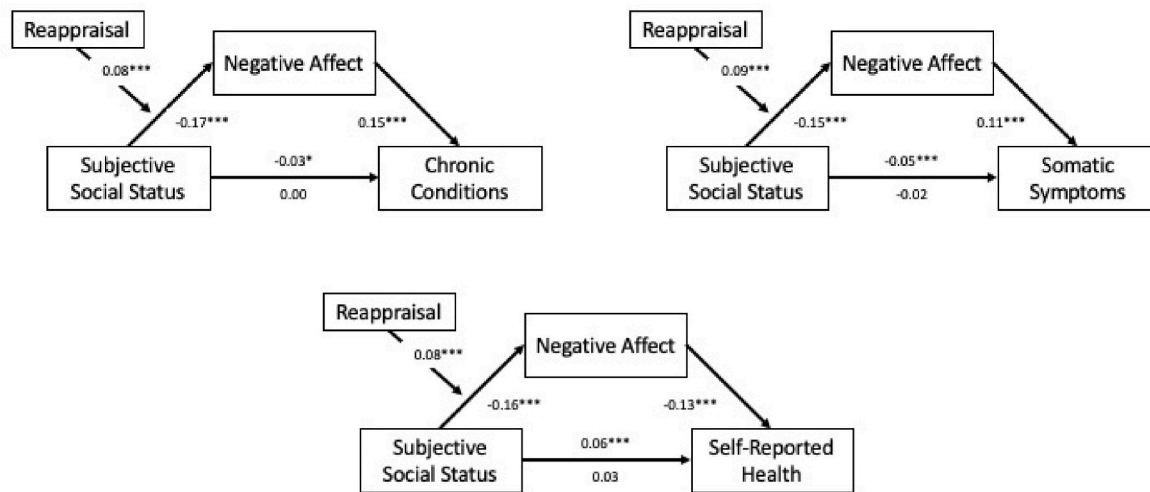 Reappraisal
0.08***
Negative Affect
-0.17***
0.15***
Subjective
Social Status
-0.03*
0.00
Chronic
Conditions
Reappraisal
0.09***
Negative Affect
-0.15***
0.11***
Subjective
Social Status
-0.05***
-0.02
Somatic
Symptoms
Reappraisal
0.08***
Negative Affect
-0.16***
-0.13***
Subjective
Social Status
0.06***
0.03
Self-Reported
Health